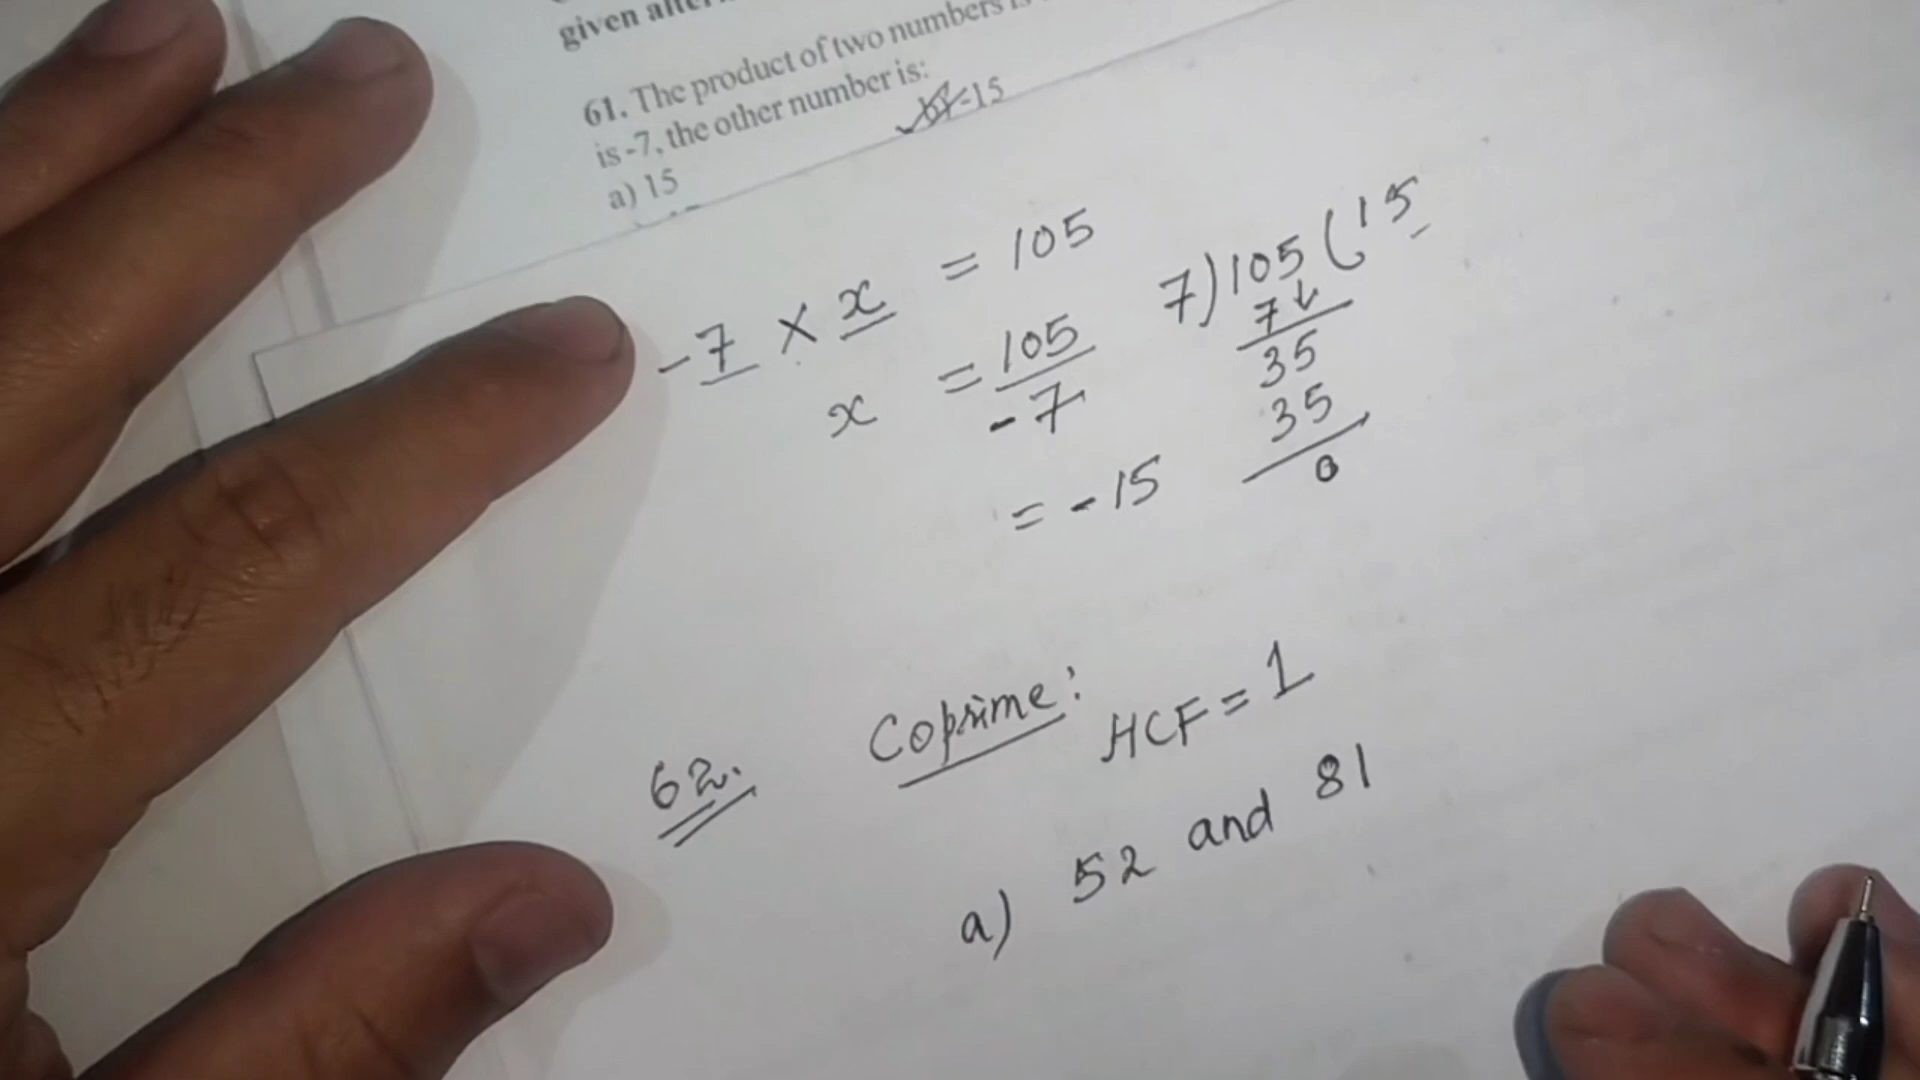 given
61. The product of two numbers is
is -7, the other number is:
a) 15
b) -15
-7 × x = 105
x = 105
-7
= -15
7)105(15
7↓
35
35
0
62.
Coprime:
HCF = 1
a) 52 and 81